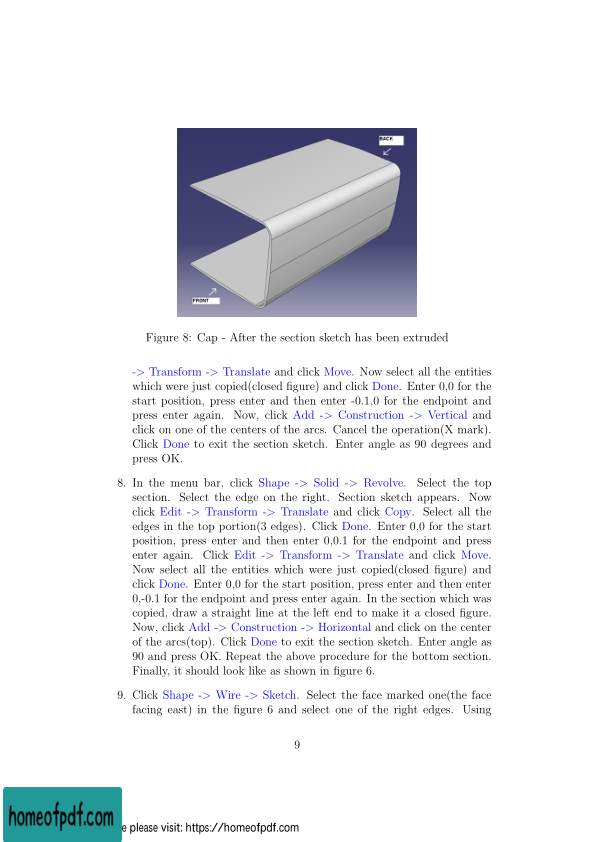 BACK
FRONT
Figure 8: Cap - After the section sketch has been extruded
-> Transform -> Translate and click Move. Now select all the entities
which were just copied(closed figure) and click Done. Enter 0,0 for the
start position, press enter and then enter -0.1,0 for the endpoint and
press enter again. Now, click Add -> Construction -> Vertical and
click on one of the centers of the arcs. Cancel the operation(X mark).
Click Done to exit the section sketch. Enter angle as 90 degrees and
press OK.
8. In the menu bar, click Shape -> Solid -> Revolve. Select the top
section. Select the edge on the right. Section sketch appears. Now
click Edit -> Transform -> Translate and click Copy. Select all the
edges in the top portion(3 edges). Click Done. Enter 0,0 for the start
position, press enter and then enter 0,0.1 for the endpoint and press
enter again. Click Edit -> Transform -> Translate and click Move.
Now select all the entities which were just copied(closed figure) and
click Done. Enter 0,0 for the start position, press enter and then enter
0,-0.1 for the endpoint and press enter again. In the section which was
copied, draw a straight line at the left end to make it a closed figure.
Now, click Add -> Construction -> Horizontal and click on the center
of the arcs(top). Click Done to exit the section sketch. Enter angle as
90 and press OK. Repeat the above procedure for the bottom section.
Finally, it should look like as shown in figure 6.
9. Click Shape -> Wire -> Sketch. Select the face marked one(the face
facing east) in the figure 6 and select one of the right edges. Using
9
homeofpdf.com
e please visit: https://homeofpdf.com